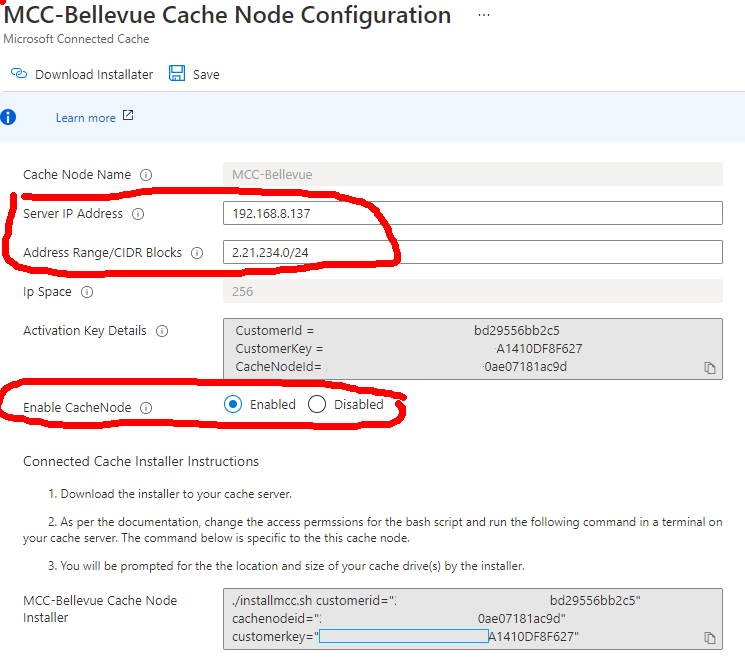 MCC-Bellevue Cache Node Configuration ...
Microsoft Connected Cache
Download Installater Save
Learn more
Cache Node Name MCC-Bellevue
Server IP Address 192.168.8.137
Address Range/CIDR Blocks 2.21.234.0/24
Ip Space 256
Activation Key Details CustomerId = bd29556bb2c5
CustomerKey = A1410DF8F627
CacheNodeId= 0ae07181ac9d
Enable CacheNode Enabled Disabled
Connected Cache Installer Instructions
1. Download the installer to your cache server.
2. As per the documentation, change the access permssions for the bash script and run the following command in a terminal on
your cache server. The command below is specific to the this cache node.
3. You will be prompted for the the location and size of your cache drive(s) by the installer.
MCC-Bellevue Cache Node
Installer
./installmcc.sh customerid=" bd29556bb2c5"
cachenodeid=" 0ae07181ac9d"
customerkey=" A1410DF8F627"